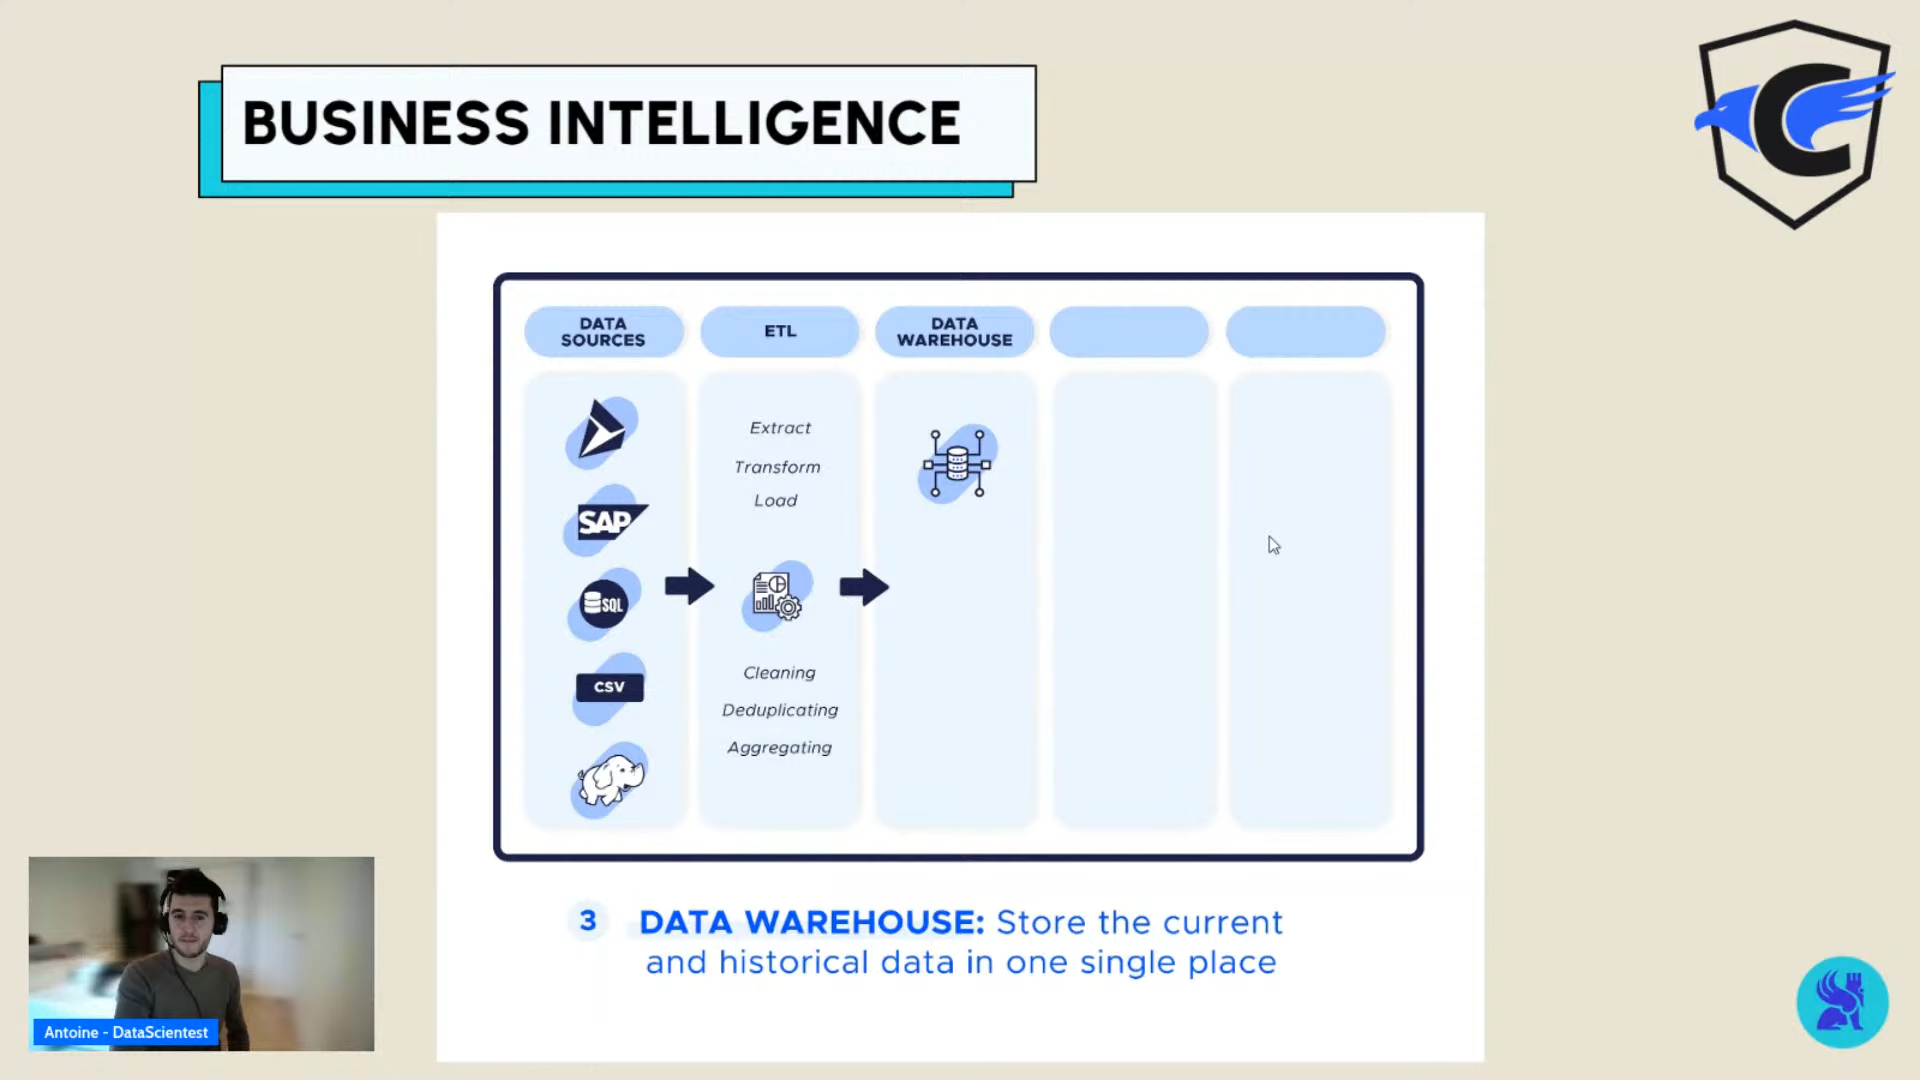 BUSINESS INTELLIGENCE
C
DATA
SOURCES
ETL
DATA
WAREHOUSE
SAP
SQL
CSV
Extract
Transform
Load
Cleaning
Deduplicating
Aggregating
3
DATA WAREHOUSE: Store the current
and historical data in one single place
Antoine - DataScientest